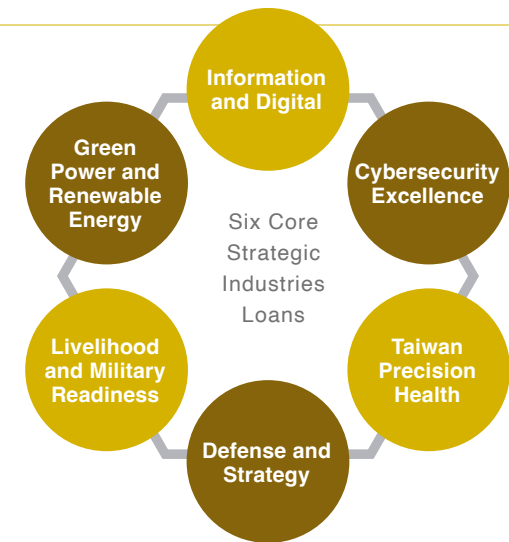 Information
and Digital
Cybersecurity
Excellence
Taiwan
Precision
Health
Defense and
Strategy
Livelihood
and Military
Readiness
Green
Power and
Renewable
Energy
Six Core
Strategic
Industries
Loans